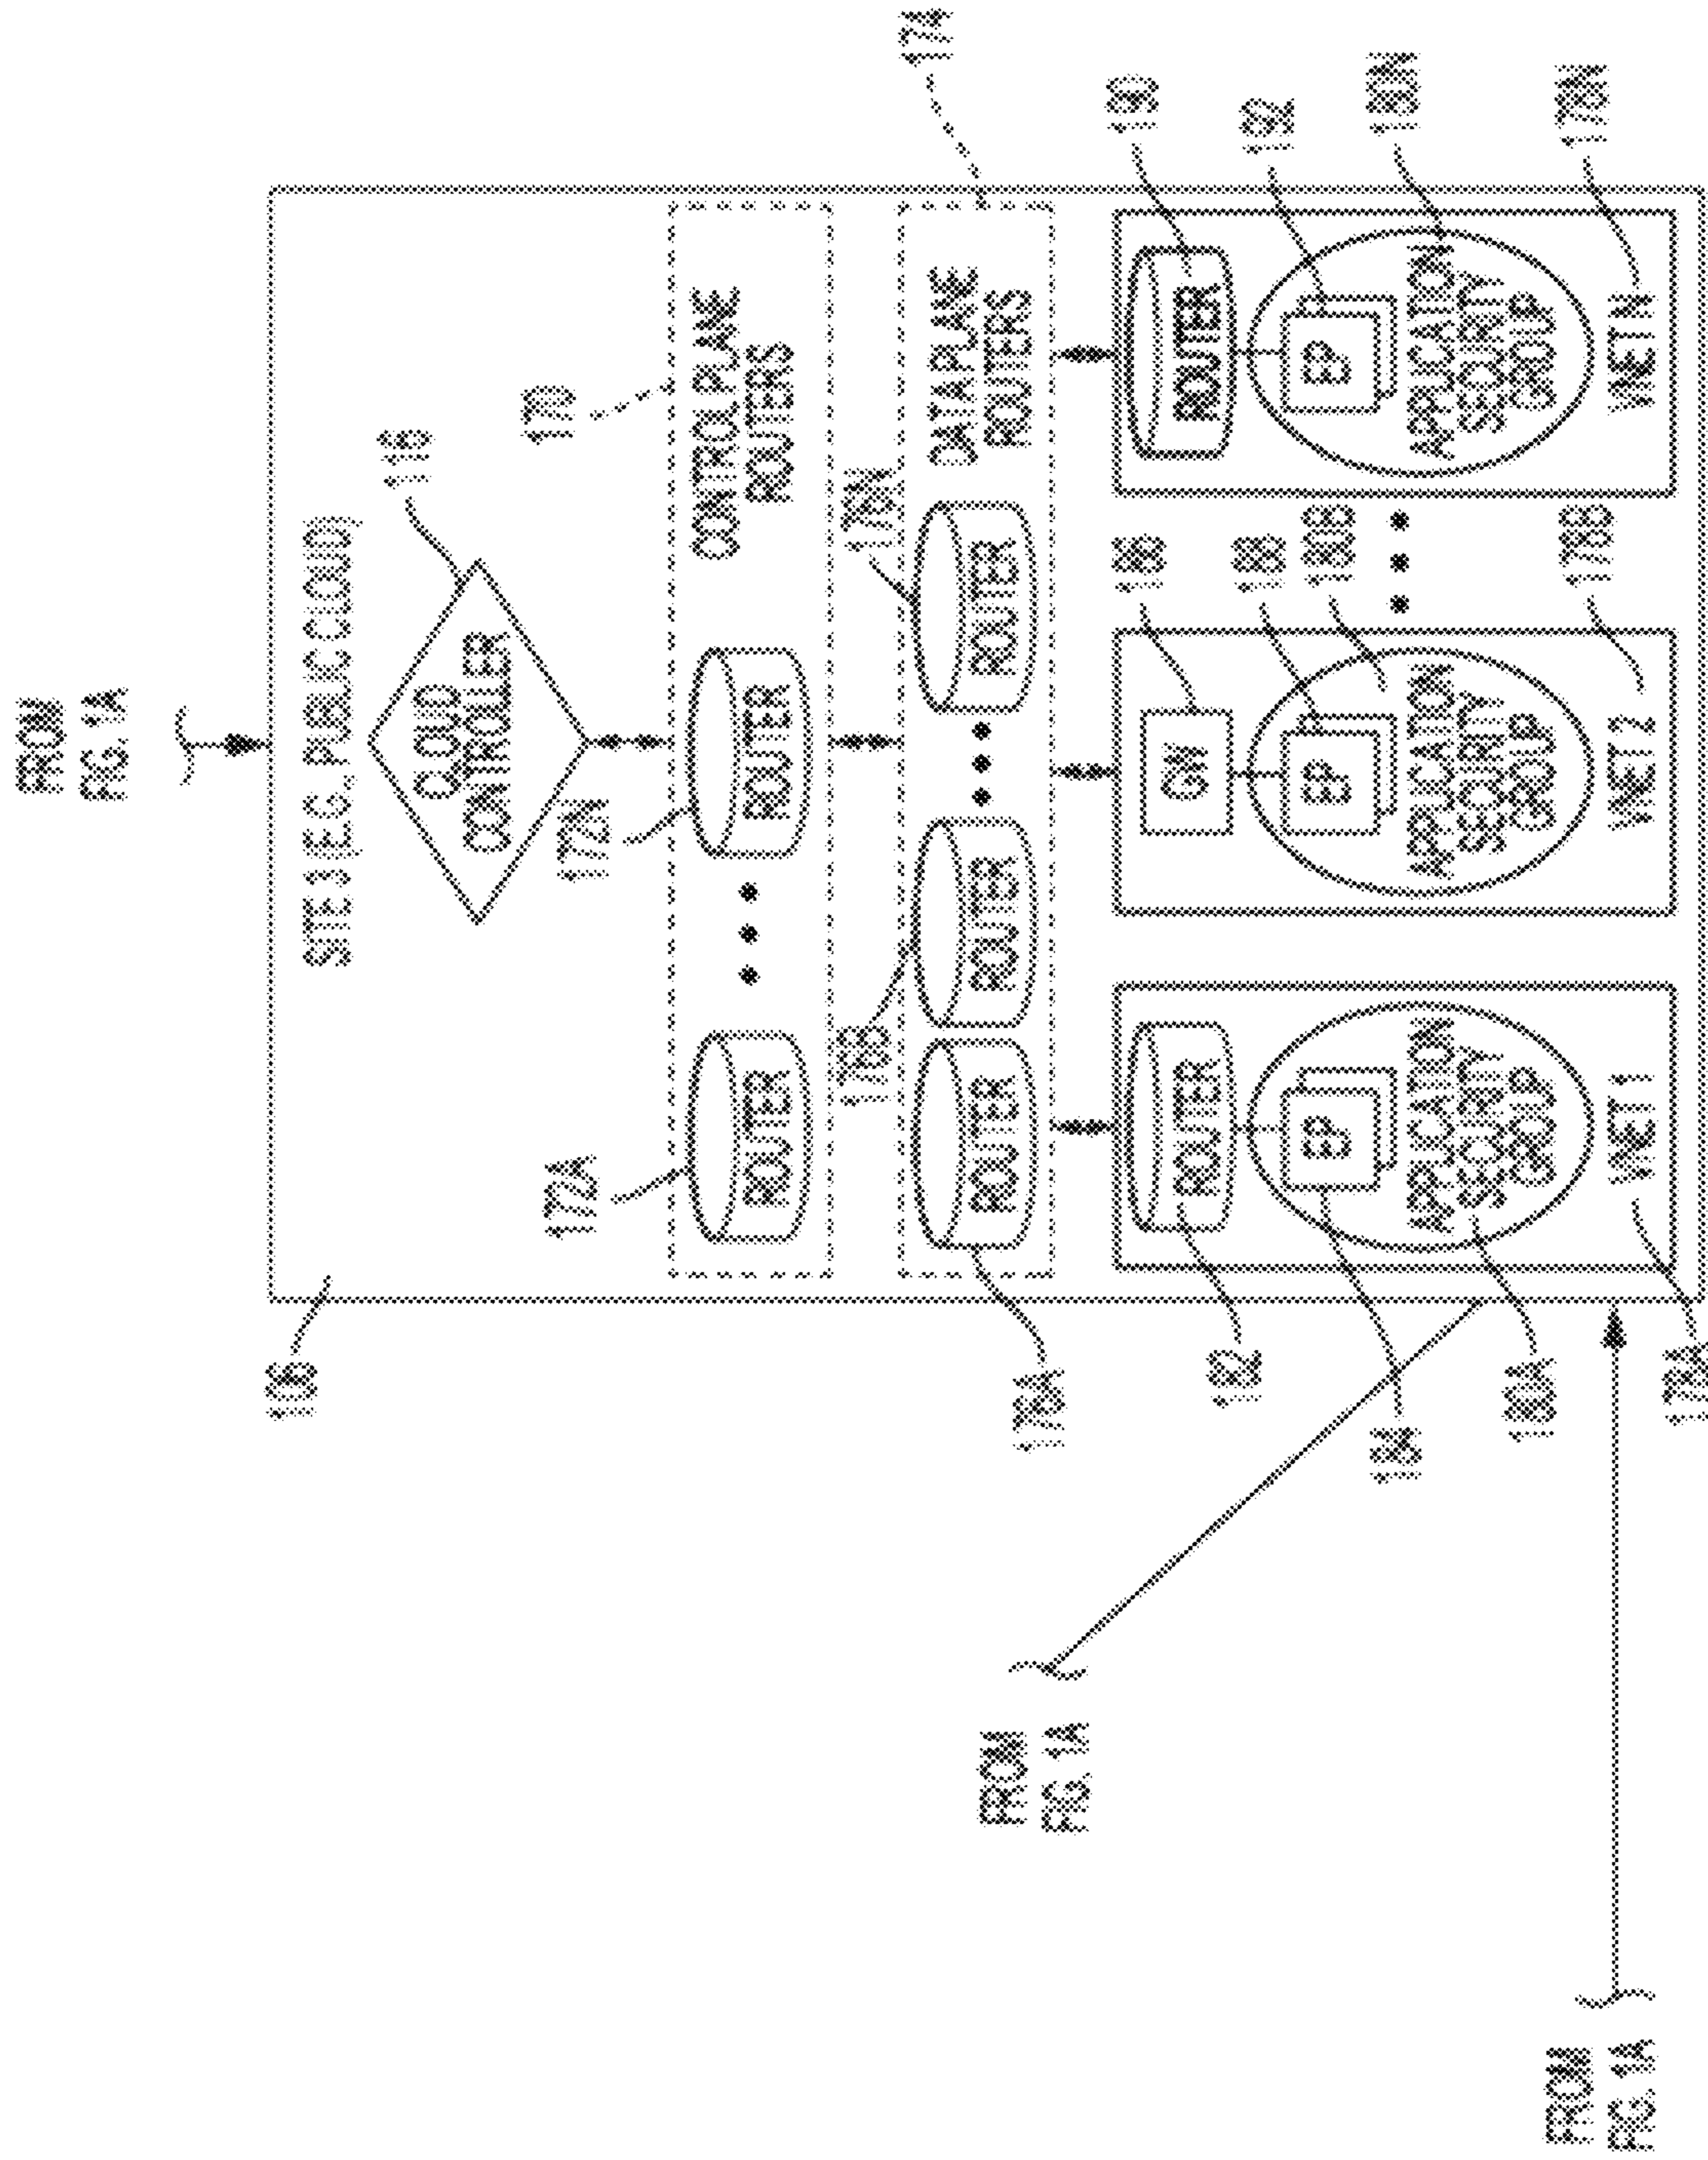 FROM
FIG. 1A
106
SITE 3 (E.G., PUBLIC CLOUD)
CLOUD
CONTROLLER
116
172A
172N
170
ROUTER
ROUTER
CONTROL PLANE
ROUTERS
176B
176N
174
ROUTER
ROUTER
ROUTER
DATA PLANE
ROUTERS
176A
182
ROUTER
186
GW
190
ROUTER
184
EP
188
EP
192
EP
180A
APPLICATION
SECURITY
GROUP
180B
APPLICATION
SECURITY
GROUP
180N
APPLICATION
SECURITY
GROUP
178A
VNET 1
178B
VNET 2
178N
VNET N
FROM
FIG. 1A
FROM
FIG. 1A